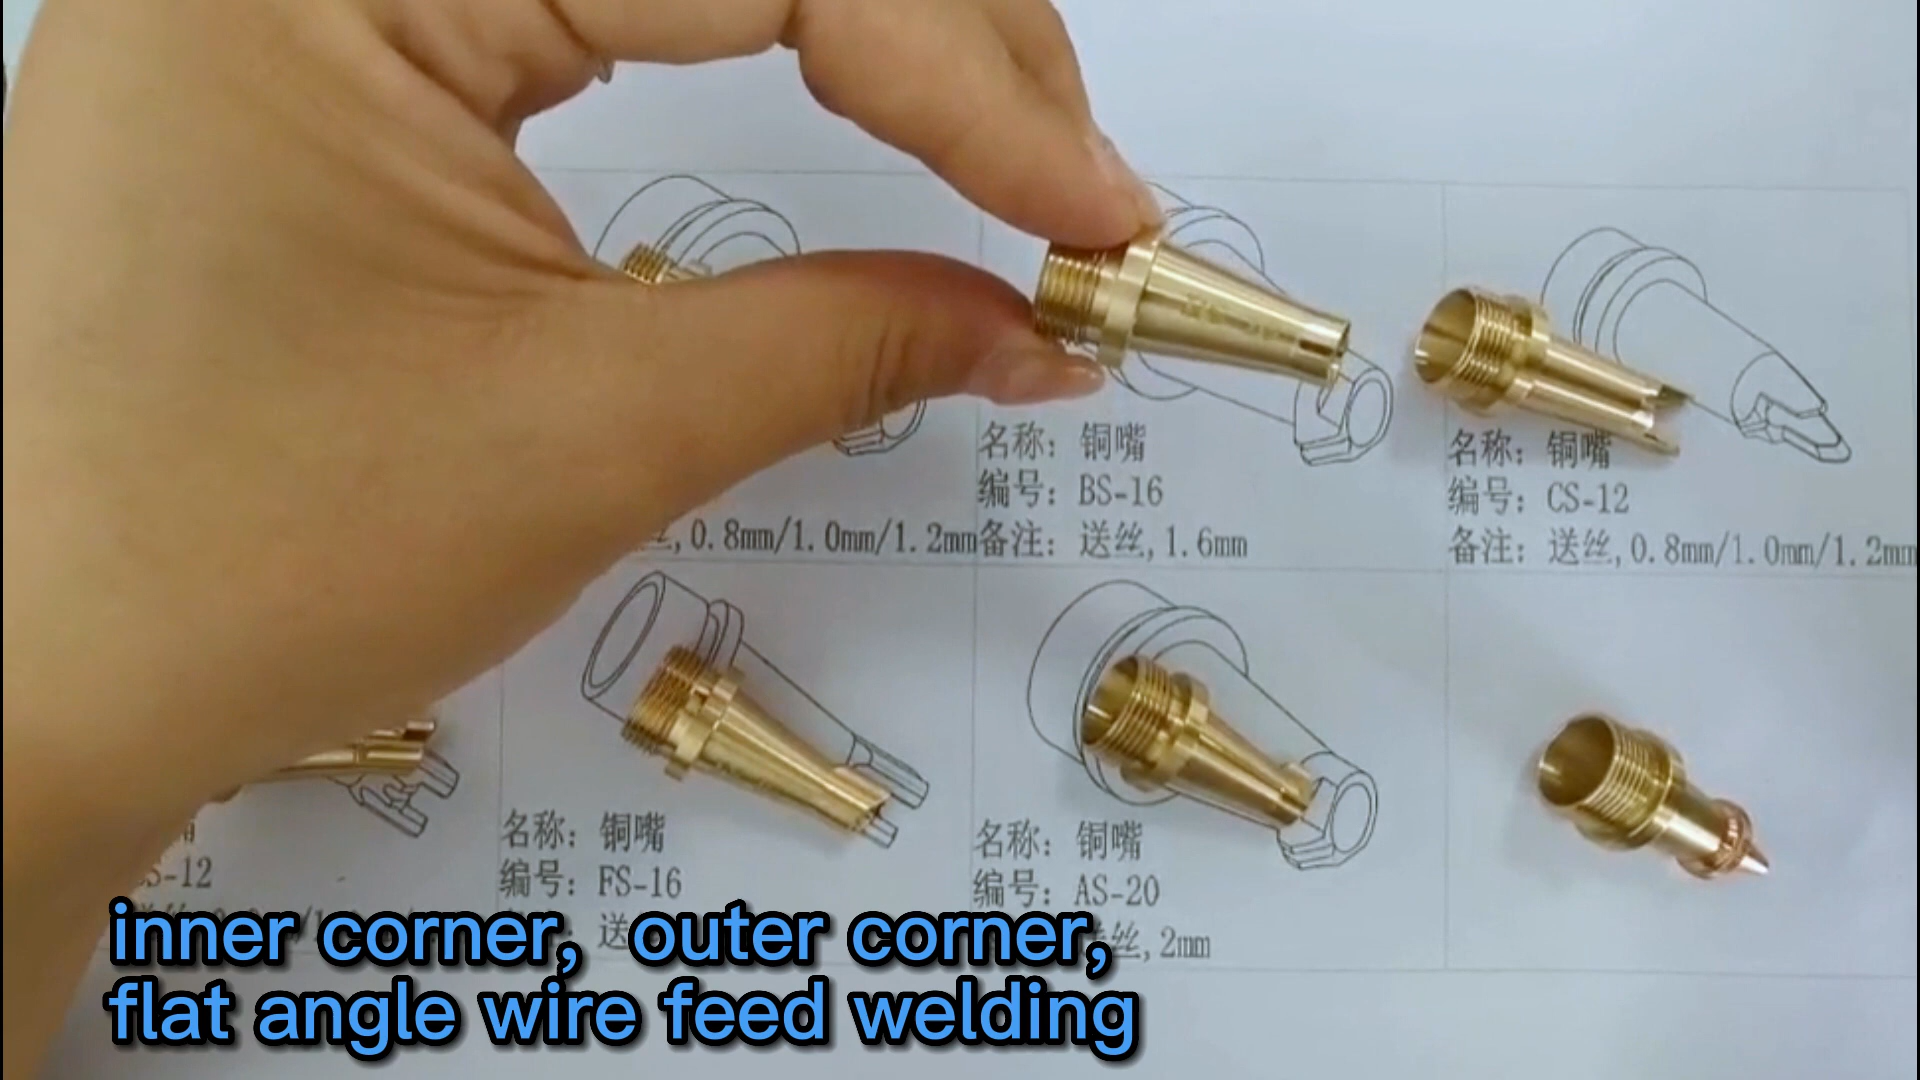 名称: 铜嘴
编号: BS-16
备注: 送丝,1.6mm
名称: 铜嘴
编号: CS-12
备注: 送丝,0.8mm/1.0mm/1.2mm
丝,0.8mm/1.0mm/1.2mm
S-12
名称: 铜嘴
编号: FS-16
送
名称: 铜嘴
编号: AS-20
丝,2mm
inner corner, outer corner,
flat angle wire feed welding